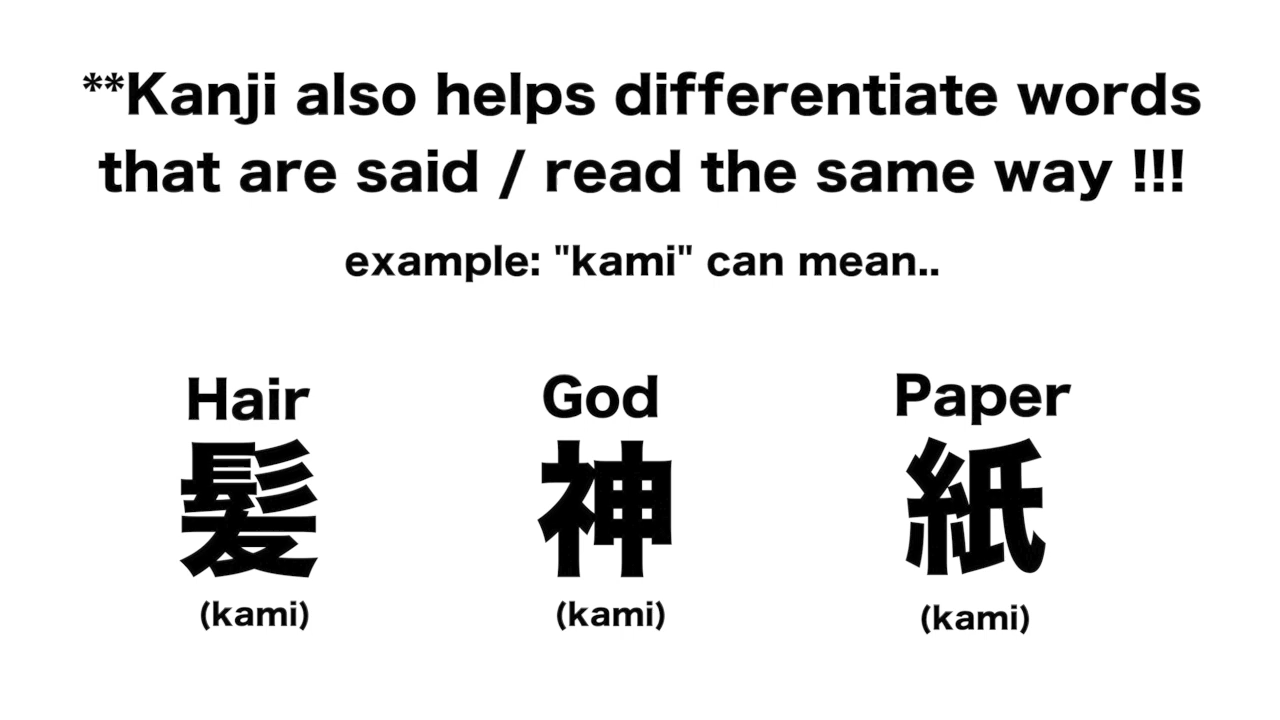 **Kanji also helps differentiate words
that are said / read the same way !!!
example: "kami" can mean..
Hair God Paper
髪 神 紙
(kami) (kami) (kami)